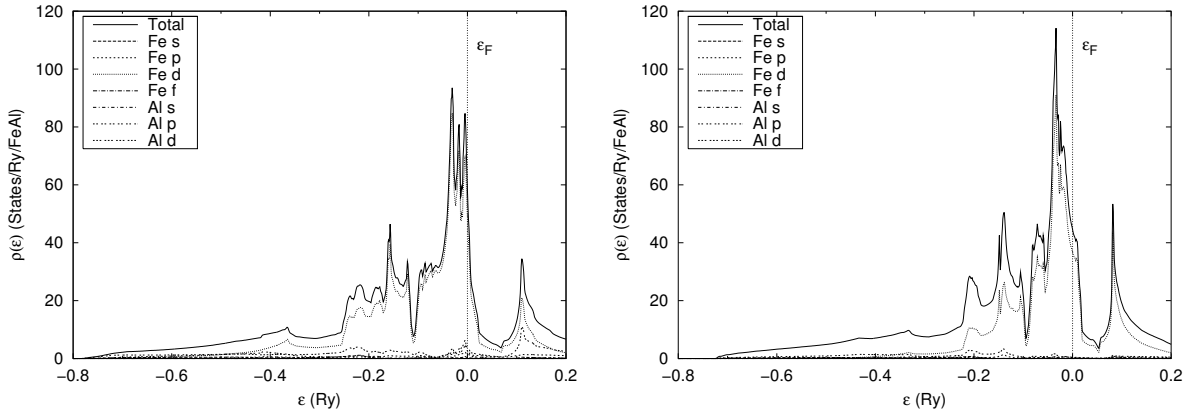 120
100
80
60
40
20
0
ρ(ε) (States/Ry/FeAl)
Total
Fe s
Fe p
Fe d
Fe f
Al s
Al p
Al d
εF
−0.8 −0.6 −0.4 −0.2 0.0 0.2
ε (Ry)
120
100
80
60
40
20
0
ρ(ε) (States/Ry/FeAl)
Total
Fe s
Fe p
Fe d
Fe f
Al s
Al p
Al d
εF
−0.8 −0.6 −0.4 −0.2 0.0 0.2
ε (Ry)